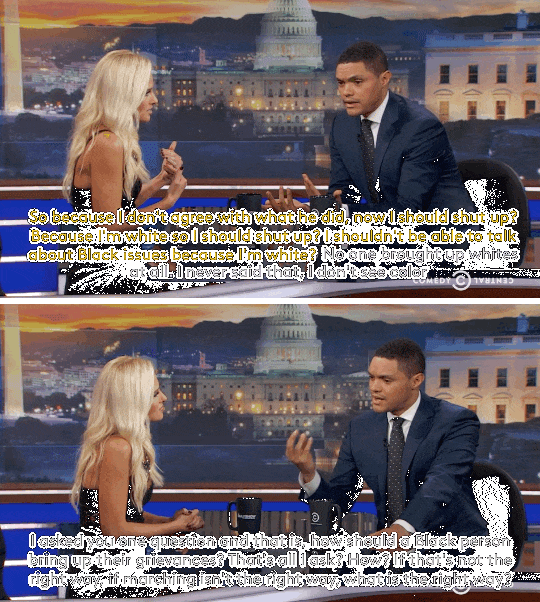 So because I don't agree with what he did, now I should shut up?
Because I'm white so I should shut up? I shouldn't be able to talk
about Black issues because I'm white? No one brought up whites
at all. I never said that, I don't see color
COMEDY CENTRAL
I asked you one question and that is, how should a Black person
bring up their grievances? That's all I ask? How? If that's not the
right way, if marching isn't the right way, what is the right way?